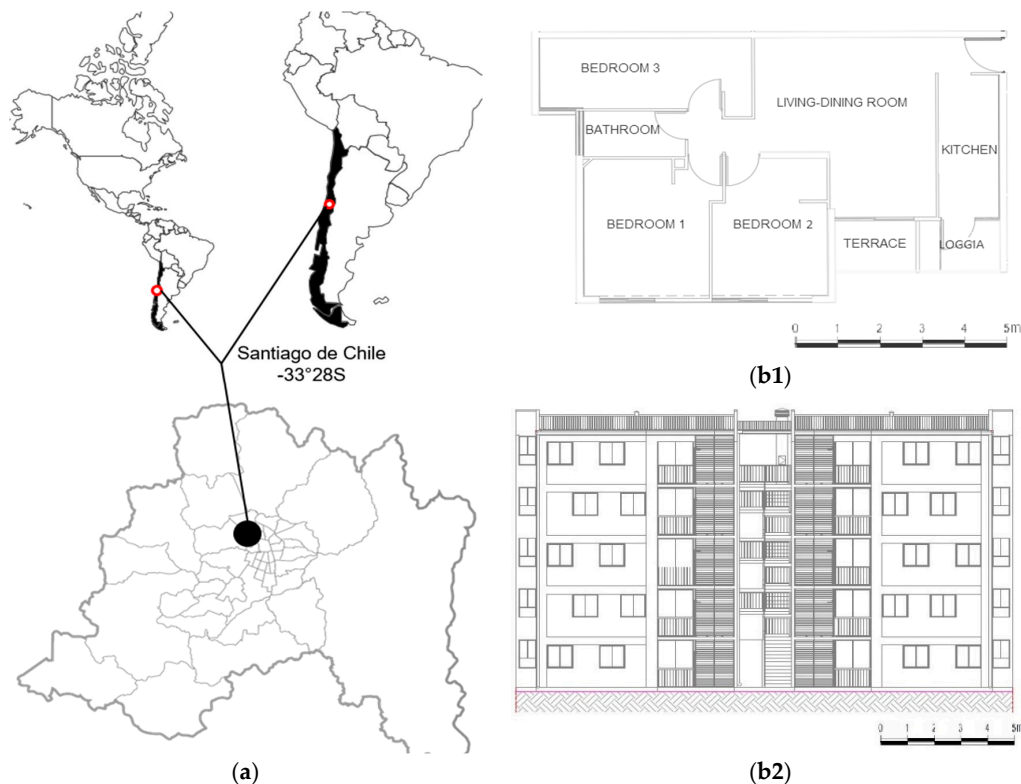 Santiago de Chile
-33°28S
(a)
BEDROOM 3
LIVING-DINING ROOM
BATHROOM
KITCHEN
BEDROOM 1
BEDROOM 2
TERRACE
LOGGIA
0 1 2 3 4 5m
(b1)
0 1 2 3 4 5m
(b2)